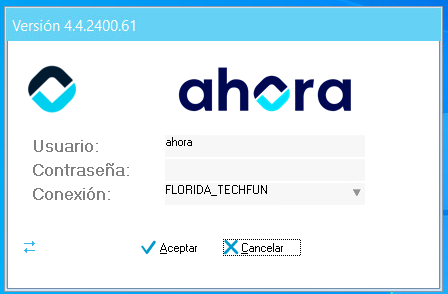 Versión 4.4.2400.61
ahora
Usuario: ahora
Contraseña:
Conexión: FLORIDA_TECHFUN
Aceptar Cancelar